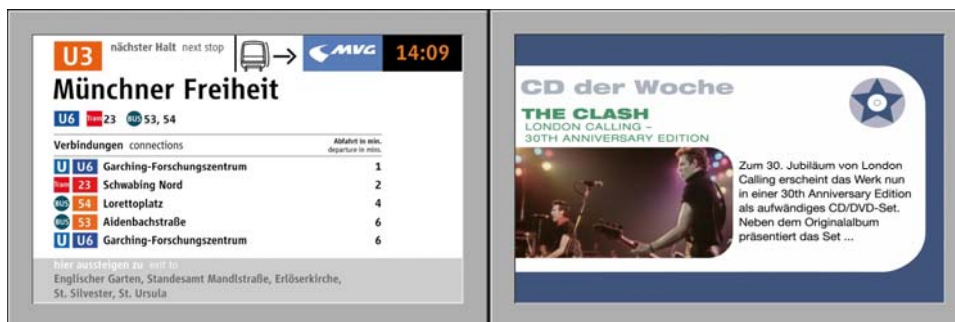 U3 nächster Halt next stop MVG 14:09
Münchner Freiheit
U6 Tram 23 BUS 53, 54
Verbindungen connections Abfahrt in min.
departure in mins.
U U6 Garching-Forschungszentrum 1
Tram 23 Schwabing Nord 2
BUS 54 Lorettoplatz 4
BUS 53 Aidenbachstraße 6
U U6 Garching-Forschungszentrum 6
hier aussteigen zu exit to
Englischer Garten, Standesamt Mandlstraße, Erlöserkirche,
St. Silvester, St. Ursula
CD der Woche
THE CLASH
LONDON CALLING –
30TH ANNIVERSARY EDITION
Zum 30. Jubiläum von London
Calling erscheint das Werk nun
in einer 30th Anniversary Edition
als aufwändiges CD/DVD-Set.
Neben dem Originalalbum
präsentiert das Set ...